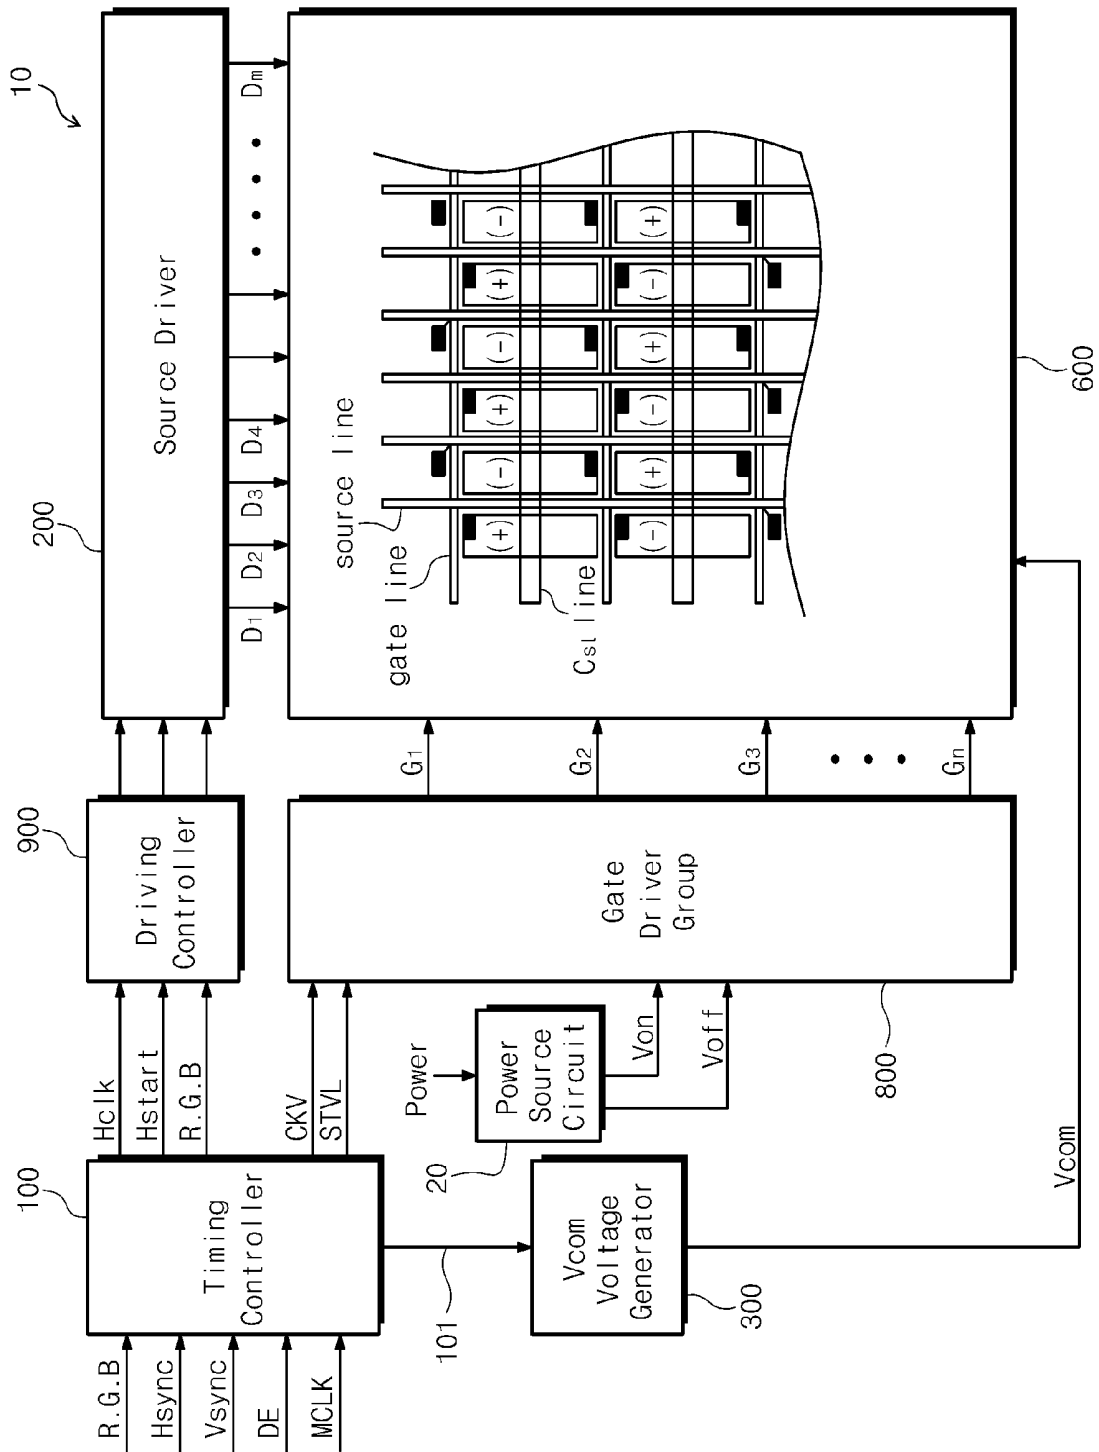 10
R.G.B
Hsync
Vsync
DE
MCLK
100
Timing
Controller
Hclk
Hstart
R.G.B
CKV
STVL
900
Driving
Controller
200
Source Driver
D1
D2
D3
D4
Dm
101
Vcom
Voltage
Generator
300
Power
20
Power
Source
Circuit
Von
Voff
Gate
Driver
Group
800
G1
G2
G3
Gn
gate line
source line
Csl line
(+)
(-)
(+)
(-)
(+)
(-)
(-)
(+)
(-)
(+)
(-)
(+)
600
Vcom